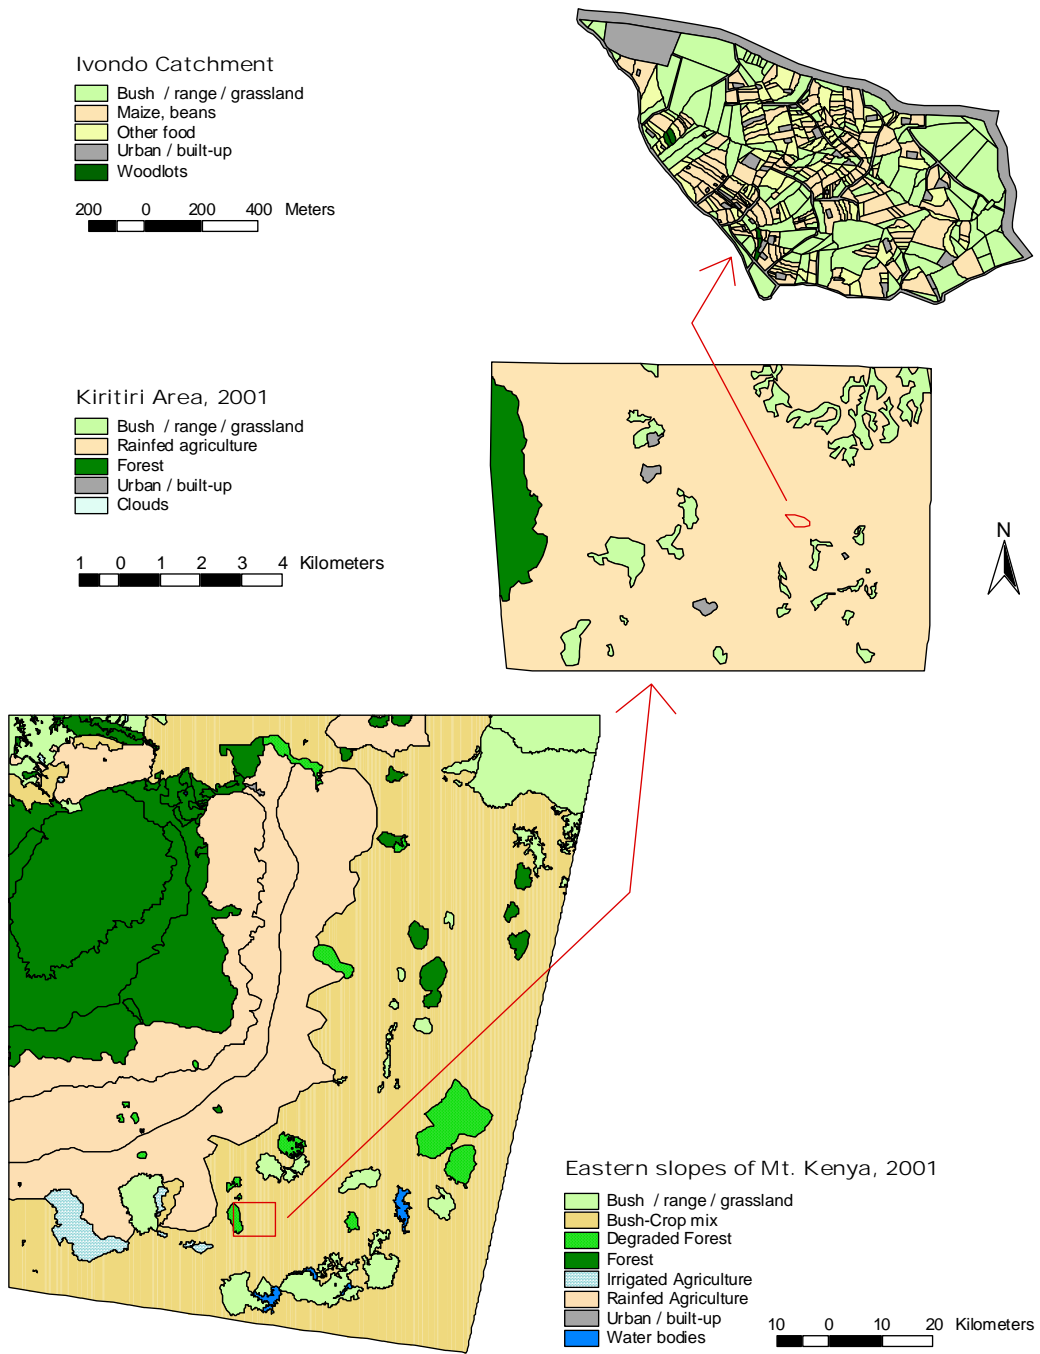 Ivondo Catchment
Bush / range / grassland
Maize, beans
Other food
Urban / built-up
Woodlots
200 0 200 400 Meters
Kiritiri Area, 2001
Bush / range / grassland
Rainfed agriculture
Forest
Urban / built-up
Clouds
1 0 1 2 3 4 Kilometers
N
Eastern slopes of Mt. Kenya, 2001
Bush / range / grassland
Bush-Crop mix
Degraded Forest
Forest
Irrigated Agriculture
Rainfed Agriculture
Urban / built-up
Water bodies
10 0 10 20 Kilometers